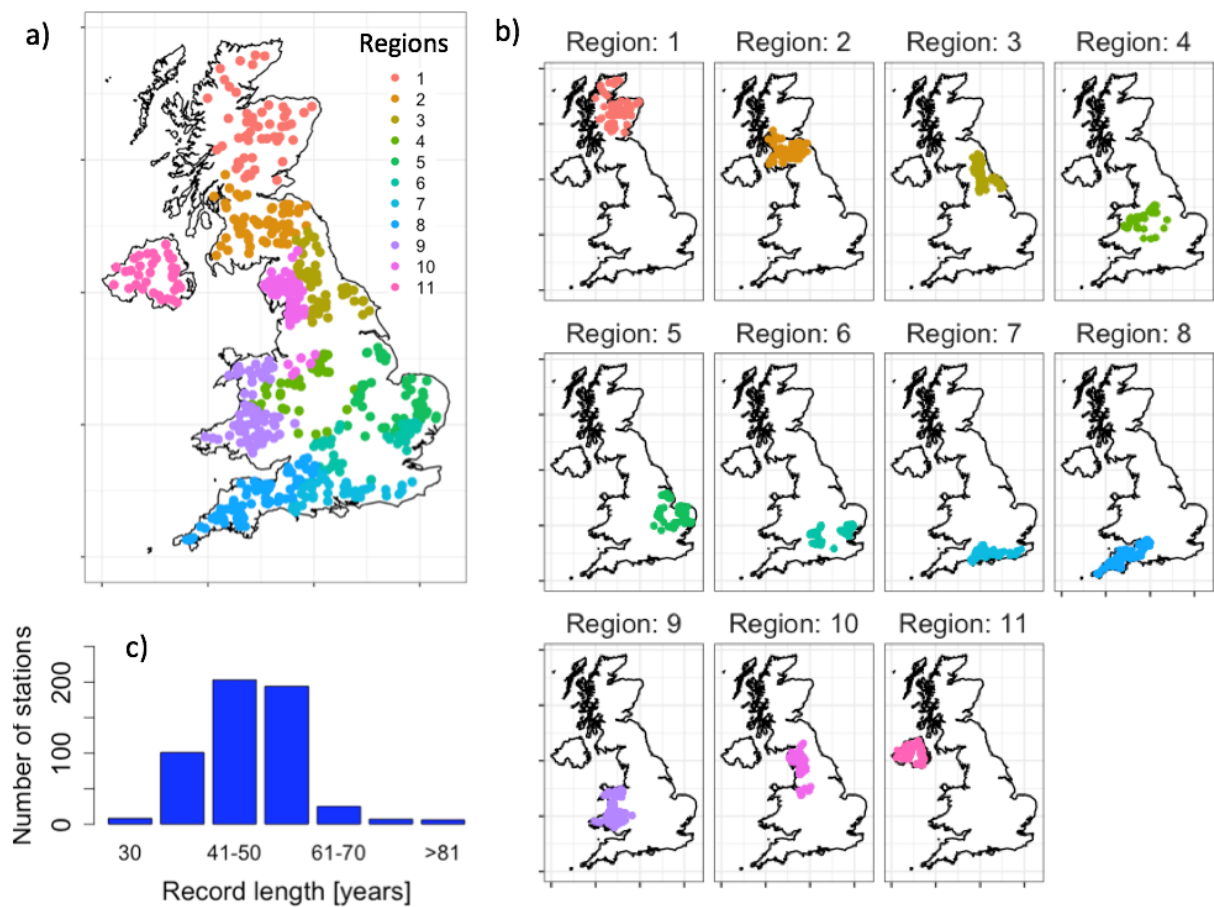 a)
Regions
1
2
3
4
5
6
7
8
9
10
11
b)
Region: 1
Region: 2
Region: 3
Region: 4
Region: 5
Region: 6
Region: 7
Region: 8
Region: 9
Region: 10
Region: 11
c)
Number of stations
0
100
200
30
41-50
61-70
>81
Record length [years]